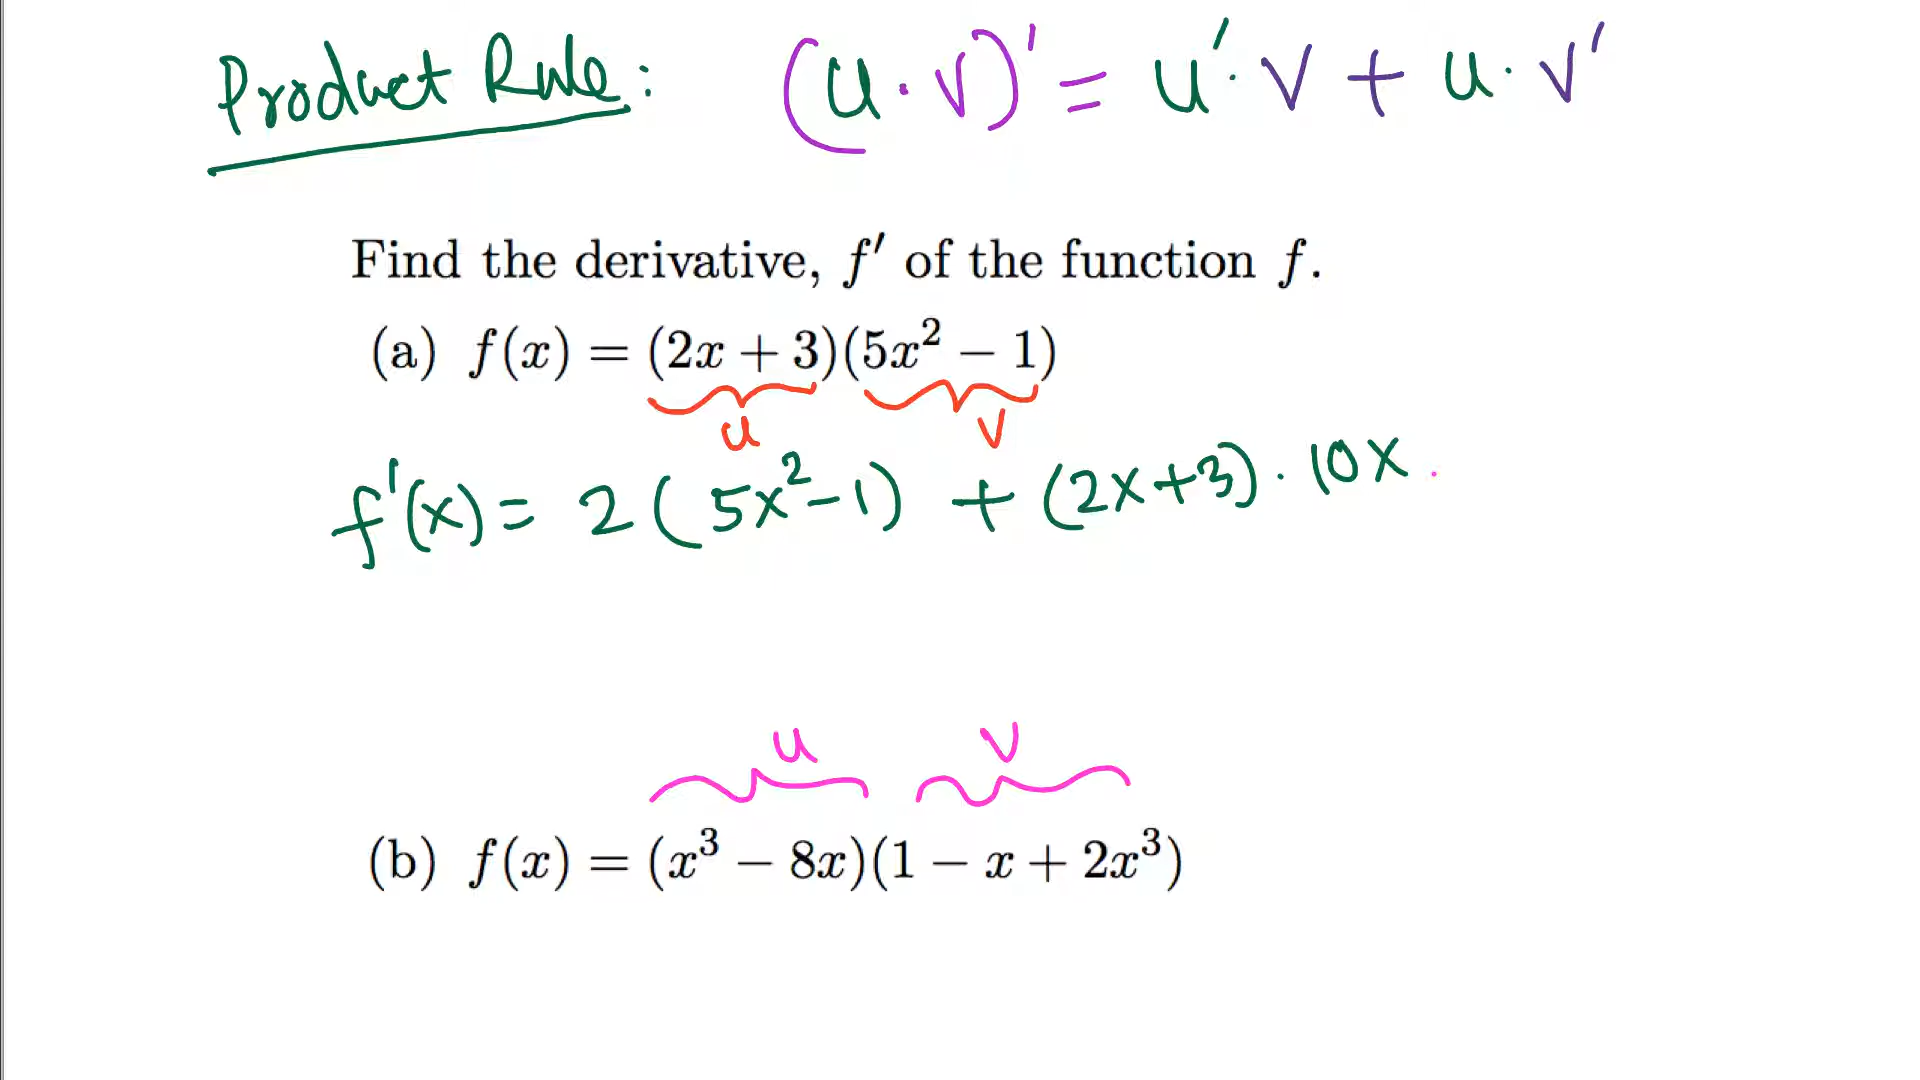 Product Rule: (u · v)' = u' · v + u · v'
Find the derivative, f′ of the function f.
(a) f(x) = (2x + 3)(5x² − 1)
u v
f'(x) = 2(5x²-1) + (2x+3) · 10x
u v
(b) f(x) = (x³ − 8x)(1 − x + 2x³)